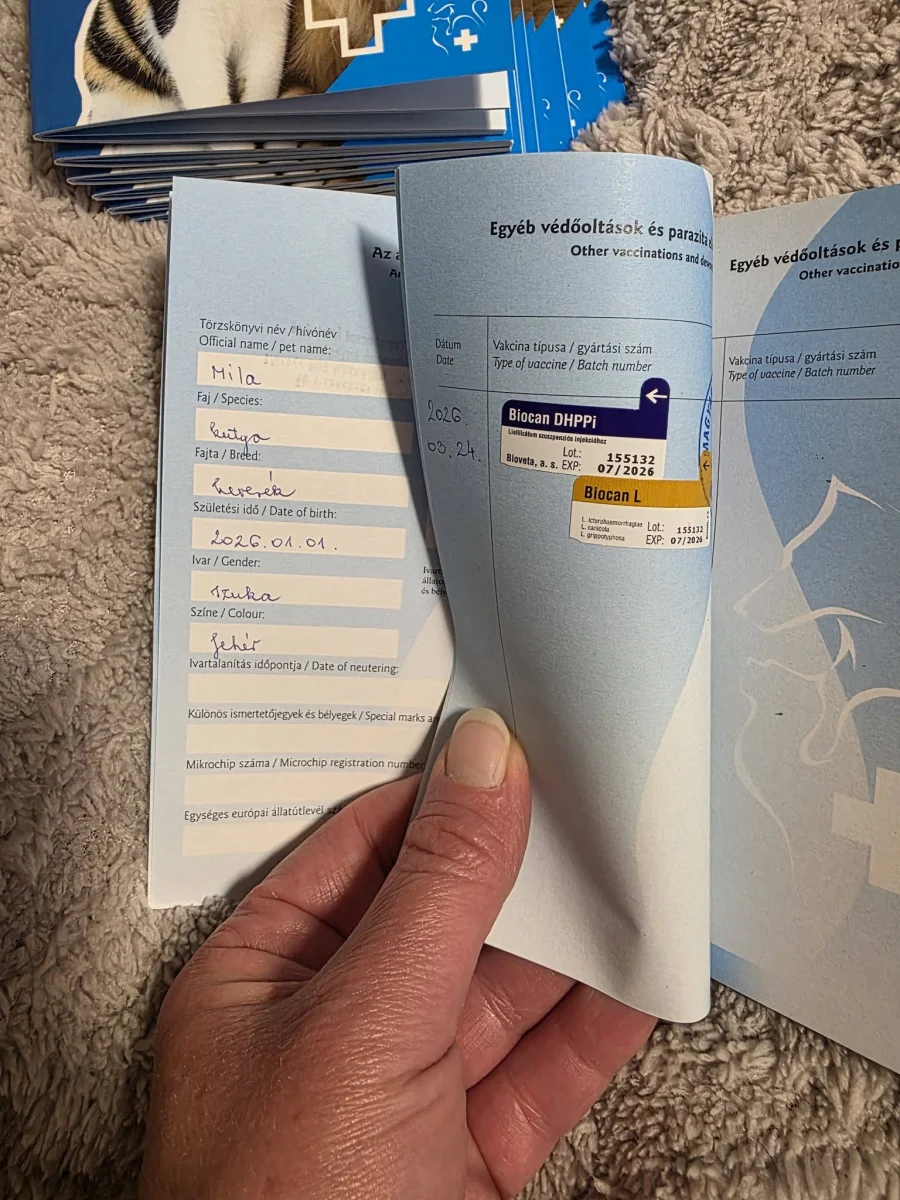 Az
Törzskönyvi név / hívónév
Official name / pet name:
Mila
Faj / Species:
kutya
Fajta / Breed:
keverék
Születési idő / Date of birth:
2026.01.01.
Ivar / Gender:
szuka
Színe / Colour:
fehér
Ivartalanítás időpontja / Date of neutering:
Különös ismertetőjegyek és bélyegek / Special marks
Mikrochip száma / Microchip registration number
Egységes európai állatútlevél
Egyéb védőoltások és parazita
Other vaccinations and
Dátum
Date
Vakcina típusa / gyártási szám
Type of vaccine / Batch number
2026.
03.24.
Biocan DHPPi
Liofilizátum szuszpenziós injekcióhoz
Lot.: 155132
Bioveta, a. s. EXP: 07/2026
Biocan L
L. icterohaemorrhagiae
L. canicola
L. grippotyphosa
Lot: 155132
EXP: 07/2026
Egyéb védőoltások és
Other
Vakcina típusa / gyártási szám
Type of vaccine / Batch number